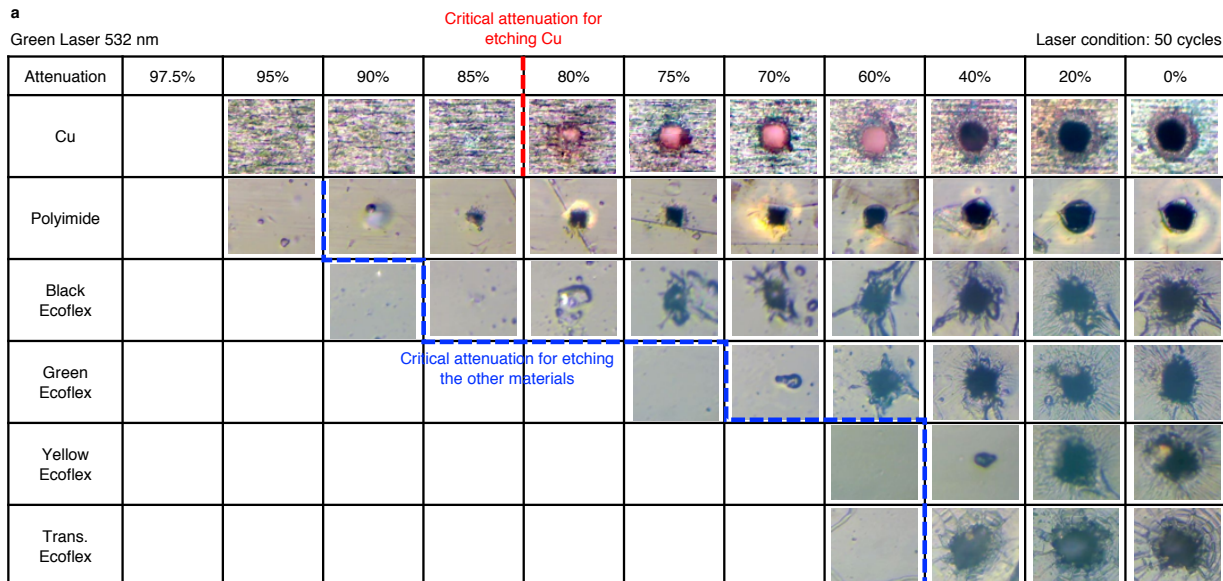 a
Critical attenuation for
etching Cu
Green Laser 532 nm
Laser condition: 50 cycles
Attenuation 97.5% 95% 90% 85% 80% 75% 70% 60% 40% 20% 0%
Cu
Polyimide
Black
Ecoflex
Critical attenuation for etching
the other materials
Green
Ecoflex
Yellow
Ecoflex
Trans.
Ecoflex